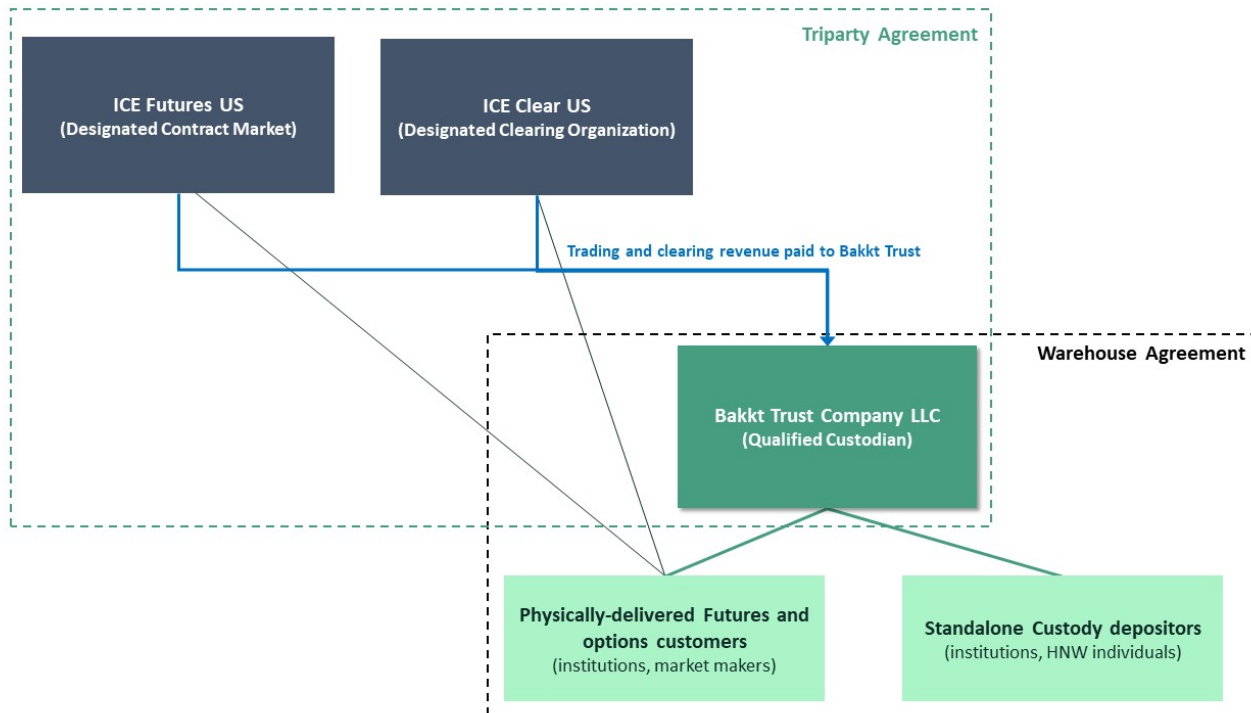 Triparty Agreement
ICE Futures US
(Designated Contract Market)
ICE Clear US
(Designated Clearing Organization)
Trading and clearing revenue paid to Bakkt Trust
Warehouse Agreement
Bakkt Trust Company LLC
(Qualified Custodian)
Physically-delivered Futures and
options customers
(institutions, market makers)
Standalone Custody depositors
(institutions, HNW individuals)